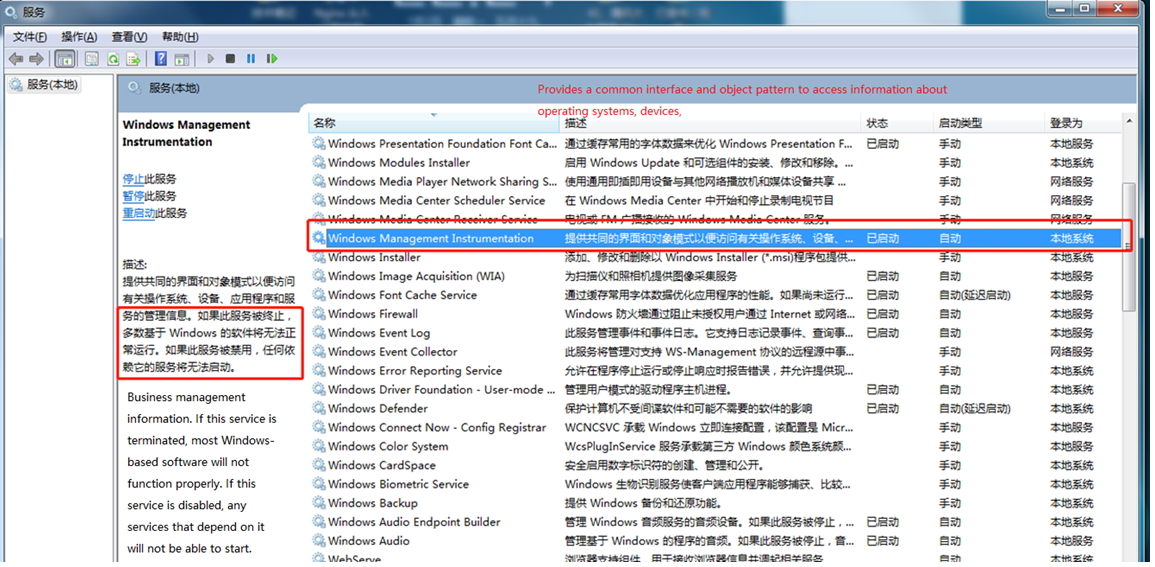 服务
文件(F) 操作(A) 查看(V) 帮助(H)
服务(本地)
服务(本地)
Provides a common interface and object pattern to access information about
operating systems, devices,
Windows Management
Instrumentation
停止此服务
暂停此服务
重启动此服务
描述:
提供共同的界面和对象模式以便访问
有关操作系统、设备、应用程序和服
务的管理信息。如果此服务被终止，
多数基于 Windows 的软件将无法正
常运行。如果此服务被禁用，任何依
赖它的服务将无法启动。
Business management
information. If this service is
terminated, most Windows-
based software will not
function properly. If this
service is disabled, any
services that depend on it
will not be able to start.
名称 描述 状态 启动类型 登录为
Windows Presentation Foundation Font Ca... 通过缓存常用的字体数据来优化 Windows Presentation F... 已启动 手动 本地服务
Windows Modules Installer 启用 Windows Update 和可选组件的安装、修改和移除。... 手动 本地系统
Windows Media Player Network Sharing S... 使用通用即插即用设备与其他网络播放机和媒体设备共享 ... 手动 网络服务
Windows Media Center Scheduler Service 在 Windows Media Center 中开始和停止录制电视节目 手动 网络服务
Windows Media Center Receiver Service 电视或 FM 广播接收的 Windows Media Center 服务。 手动 网络服务
Windows Management Instrumentation 提供共同的界面和对象模式以便访问有关操作系统、设备、... 已启动 自动 本地系统
Windows Installer 添加、修改和删除以 Windows Installer (*.msi)程序包提供... 手动 本地系统
Windows Image Acquisition (WIA) 为扫描仪和照相机提供图像采集服务 已启动 自动 本地服务
Windows Font Cache Service 通过缓存常用字体数据优化应用程序的性能。如果尚未运行... 已启动 自动(延迟启动) 本地服务
Windows Firewall Windows 防火墙通过阻止未授权用户通过 Internet 或网络... 已启动 自动 本地服务
Windows Event Log 此服务管理事件和事件日志。它支持日志记录事件、查询事... 已启动 自动 本地服务
Windows Event Collector 此服务将管理对支持 WS-Management 协议的远程源中事... 手动 网络服务
Windows Error Reporting Service 允许在程序停止运行或停止响应时报告错误，并允许提供现... 手动 本地系统
Windows Driver Foundation - User-mode ... 管理用户模式的驱动程序主机进程。 已启动 自动 本地系统
Windows Defender 保护计算机不受间谍软件和可能不需要的软件的影响 已启动 自动(延迟启动) 本地系统
Windows Connect Now - Config Registrar WCNCSVC 承载 Windows 立即连接配置，该配置是 Micr... 手动 本地服务
Windows Color System WcsPlugInService 服务承载第三方 Windows 颜色系统颜... 手动 本地服务
Windows CardSpace 安全启用数字标识符的创建、管理和公开。 手动 本地系统
Windows Biometric Service Windows 生物识别服务使客户端应用程序能够捕获、比较... 手动 本地系统
Windows Backup 提供 Windows 备份和还原功能。 手动 本地系统
Windows Audio Endpoint Builder 管理 Windows 音频服务的音频设备。如果此服务被停止，... 已启动 自动 本地系统
Windows Audio 管理基于 Windows 的程序的音频。如果此服务被停止，音... 已启动 自动 本地服务
WebServe 浏览器支持组件，用于接收浏览器信息并调起相关服务 自动 本地系统